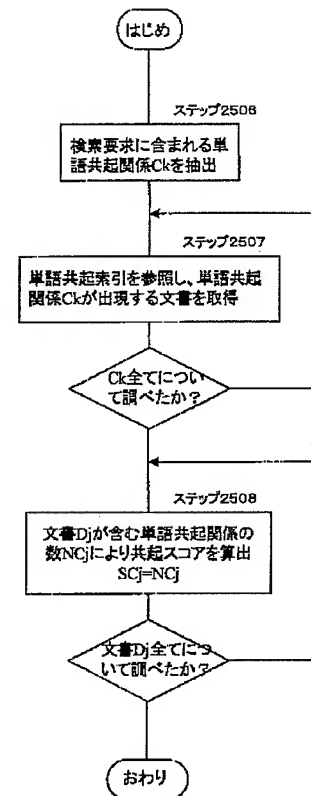 はじめ
ステップ2506
検索要求に含まれる単
語共起関係Ckを抽出
ステップ2507
単語共起索引を参照し、単語共起
関係Ckが出現する文書を取得
Ck全てについ
て調べたか？
ステップ2508
文書Djが含む単語共起関係の
数NCjにより共起スコアを算出
SCj=NCj
文書Dj全てにつ
いて調べたか？
おわり